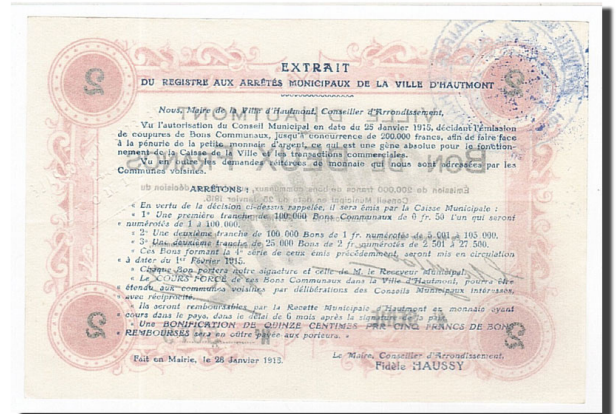 EXTRAIT
DU REGISTRE AUX ARRÊTÉS MUNICIPAUX DE LA VILLE D'HAUTMONT
Nous, Maire de la Ville d'Hautmont, Conseiller d'Arrondissement,
Vu l'autorisation du Conseil Municipal en date du 25 Janvier 1915, décidant l'émission
de coupures de Bons Communaux, jusqu'à concurrence de 200.000 francs, afin de faire face
à la pénurie de la petite monnaie d'argent, ce qui est une gêne absolue pour le fonction-
nement de la Caisse de la Ville et les transactions commerciales.
Vu en outre les demandes réitérées de monnaie qui nous sont adressées par les
Communes voisines.
ARRÊTONS :
« En vertu de la décision ci-dessus rappelée, il sera émis par la Caisse Municipale :
« 1° Une première tranche de 100.000 Bons Communaux de 0 fr. 50 l'un qui seront
« numérotés de 1 à 100.000.
« 2° Une deuxième tranche de 100 000 Bons de 1 fr. numérotés de 5.001 à 105 000.
« 3° Une deuxième tranche de 25 000 Bons de 2 fr. numérotés de 2 501 à 27 500.
« Ces Bons formant la 4e série de ceux émis précédemment, seront mis en circulation
« à dater du 1er Février 1915.
« Chaque Bon portera notre signature et celle de M. le Receveur Municipal.
« Le COURS FORCÉ de ces Bons Communaux dans la Ville d'Hautmont, pourra être
étendu aux communes voisines par délibérations des Conseils Municipaux intéressés,
« avec réciprocité.
« Ils seront remboursables par la Recette Municipale d'Hautmont en monnaie ayant
« cours dans le pays, dans le délai de 6 mois après la signature de la paix.
« Une BONIFICATION DE QUINZE CENTIMES PAR CINQ FRANCS DE BONS
REMBOURSÉS sera en outre payée aux porteurs. »
Fait en Mairie, le 28 Janvier 1915.
Le Maire, Conseiller d'Arrondissement,
Fidèle HAUSSY
2
2
2
2